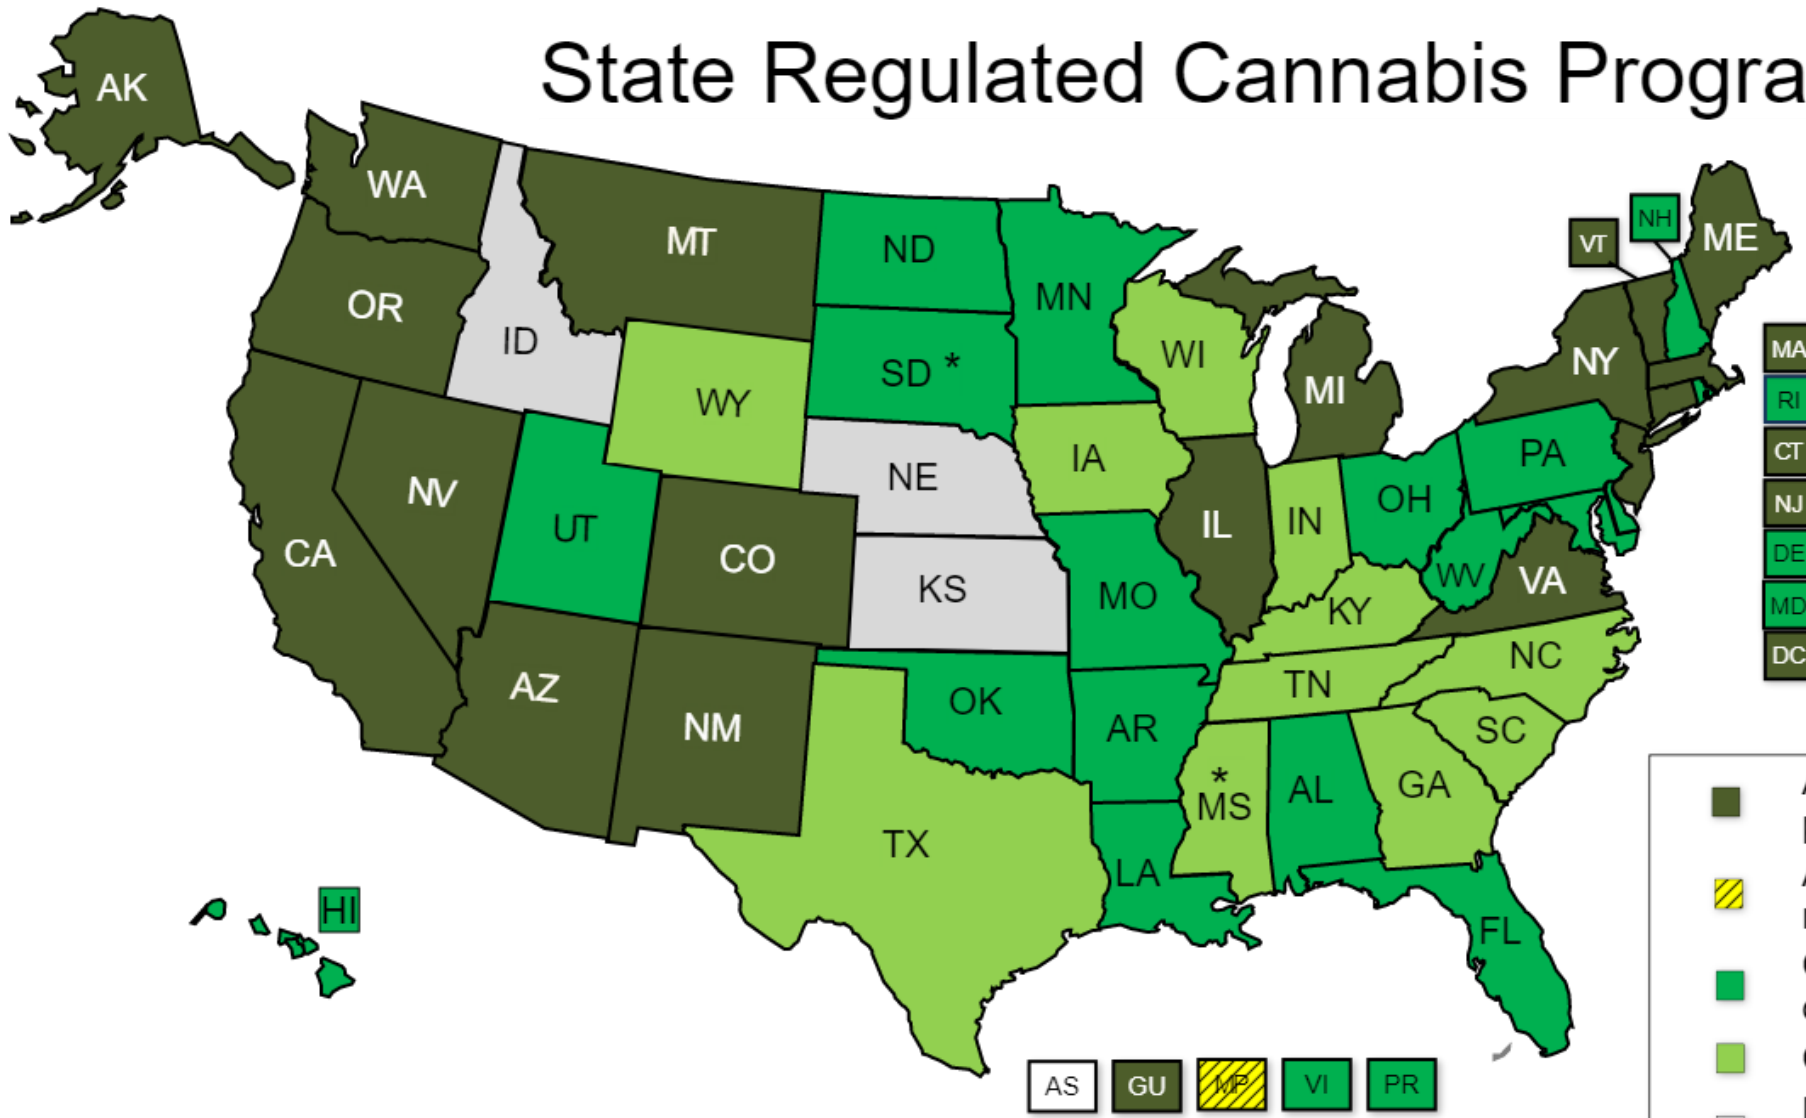 State Regulated Cannabis Progra
AK
WA
MT
ND
MN
VT
NH
ME
OR
ID
WY
SD *
WI
MI
NY
MA
RI
CT
NJ
DE
MD
DC
NV
UT
CO
NE
IA
IL
IN
OH
PA
CA
KS
MO
KY
WV
VA
AZ
NM
OK
AR
TN
NC
SC
TX
LA
*
MS
AL
GA
FL
HI
AS
GU
MP
VI
PR